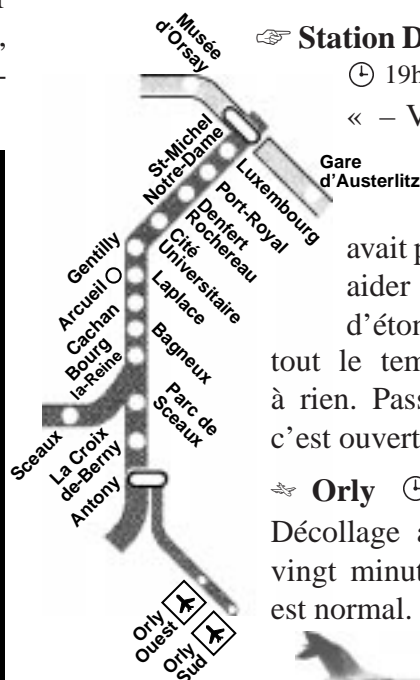 Musée
d'Orsay
St-Michel
Notre-Dame
Gare
d'Austerlitz
Luxembourg
Port-Royal
Denfert
Rochereau
Cité
Universitaire
Gentilly
Arcueil
Laplace
Cachan
Bagneux
Bourg
la-Reine
Parc de
Sceaux
Sceaux
La Croix
de-Berny
Antony
Orly
Ouest
Orly
Sud
☞ Station D
19h
« – V
avait p
aider
d'éton
tout le tem
à rien. Pass
c'est ouvert
Orly
Décollage a
vingt minut
est normal.